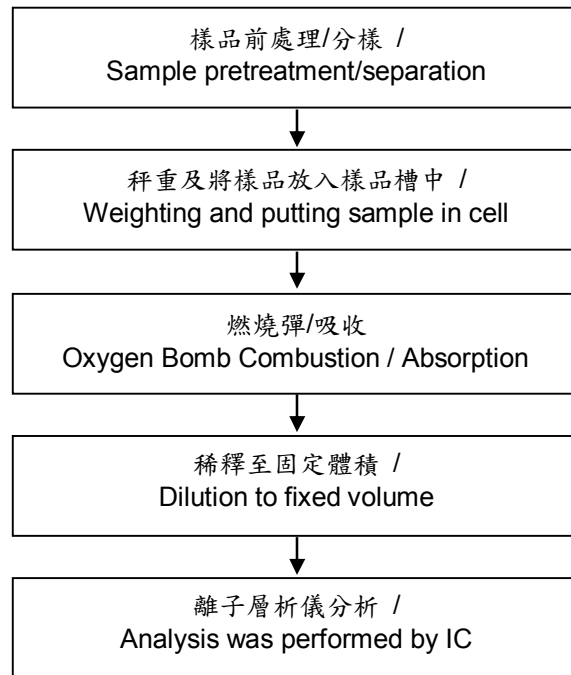 樣品前處理/分樣 /
Sample pretreatment/separation
秤重及將樣品放入樣品槽中 /
Weighting and putting sample in cell
燃燒彈/吸收
Oxygen Bomb Combustion / Absorption
稀釋至固定體積 /
Dilution to fixed volume
離子層析儀分析 /
Analysis was performed by IC